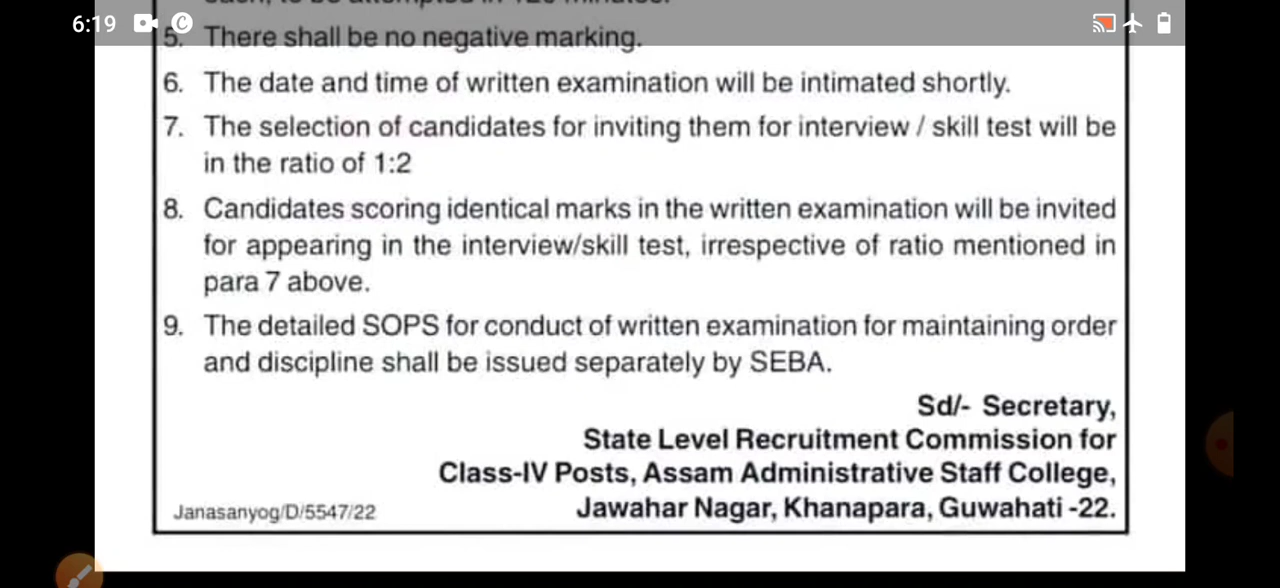 6:19
5. There shall be no negative marking.
6. The date and time of written examination will be intimated shortly.
7. The selection of candidates for inviting them for interview / skill test will be
in the ratio of 1:2
8. Candidates scoring identical marks in the written examination will be invited
for appearing in the interview/skill test, irrespective of ratio mentioned in
para 7 above.
9. The detailed SOPS for conduct of written examination for maintaining order
and discipline shall be issued separately by SEBA.
Sd/- Secretary,
State Level Recruitment Commission for
Class-IV Posts, Assam Administrative Staff College,
Janasanyog/D/5547/22 Jawahar Nagar, Khanapara, Guwahati -22.